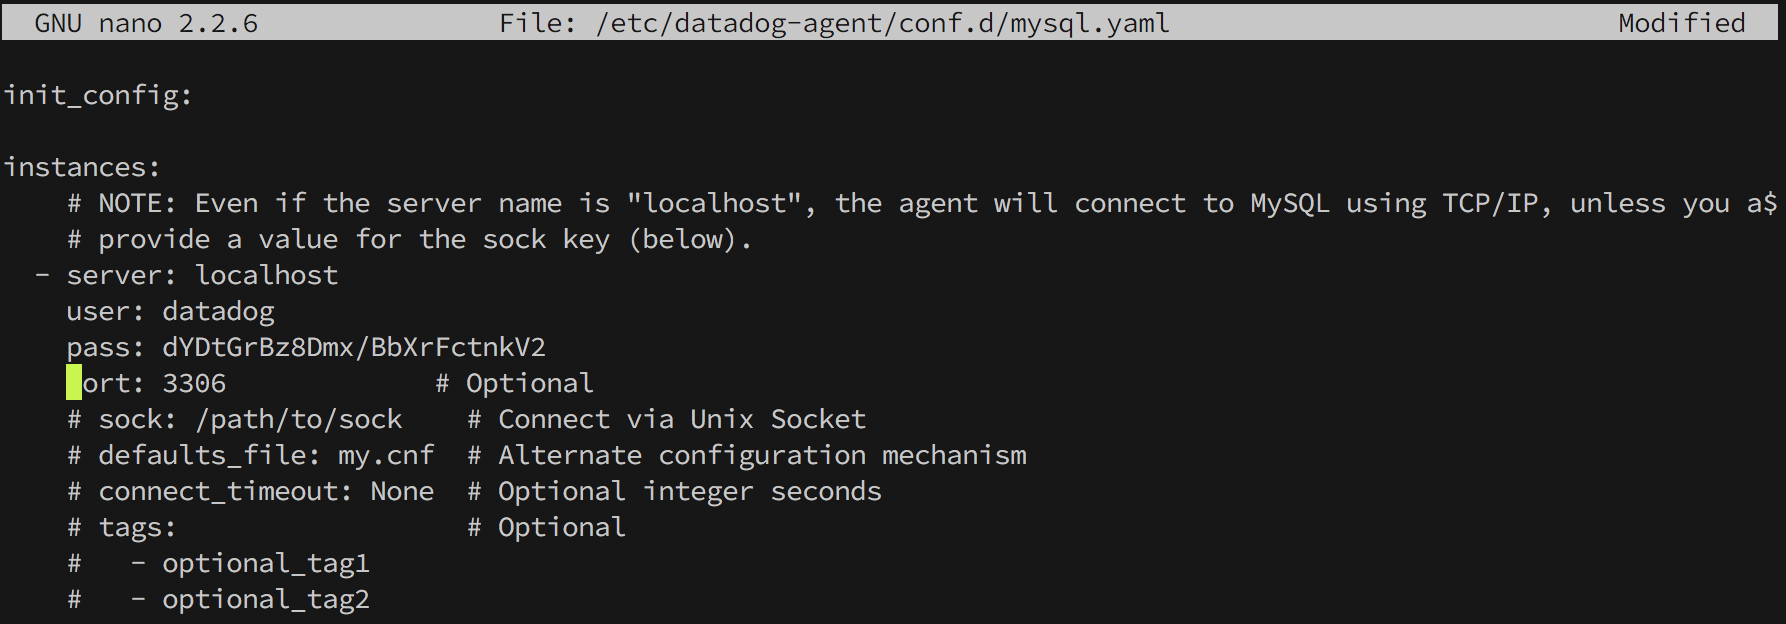 GNU nano 2.2.6 File: /etc/datadog-agent/conf.d/mysql.yaml Modified
init_config:
instances:
# NOTE: Even if the server name is "localhost", the agent will connect to MySQL using TCP/IP, unless you a$
# provide a value for the sock key (below).
- server: localhost
user: datadog
pass: dYDtGrBz8Dmx/BbXrFctnkV2
ort: 3306 # Optional
# sock: /path/to/sock # Connect via Unix Socket
# defaults_file: my.cnf # Alternate configuration mechanism
# connect_timeout: None # Optional integer seconds
# tags: # Optional
# - optional_tag1
# - optional_tag2